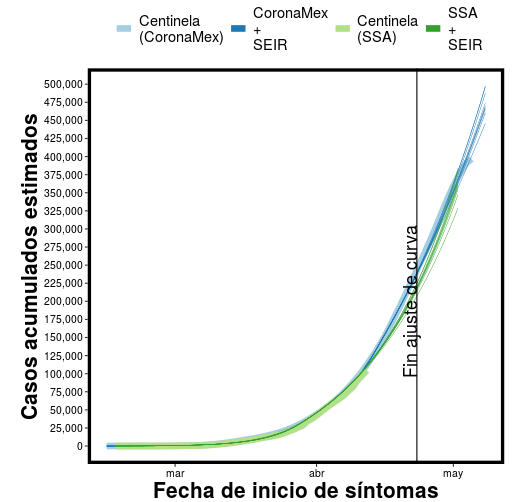 Centinela
(CoronaMex)
CoronaMex
+
SEIR
Centinela
(SSA)
SSA
+
SEIR
Casos acumulados estimados
500,000
475,000
450,000
425,000
400,000
375,000
350,000
325,000
300,000
275,000
250,000
225,000
200,000
175,000
150,000
125,000
100,000
75,000
50,000
25,000
0
Fin ajuste de curva
mar
abr
may
Fecha de inicio de síntomas